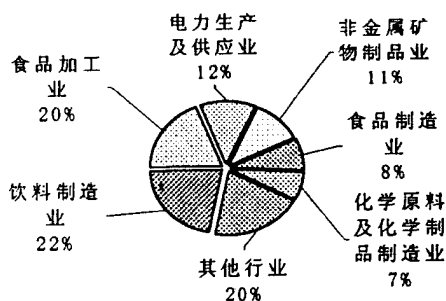 电力生产
及供应业
12%
非金属矿
物制品业
11%
食品加工
业
20%
食品制造
业
8%
饮料制造
业
22%
化学原料
及化学制
品制造业
7%
其他行业
20%